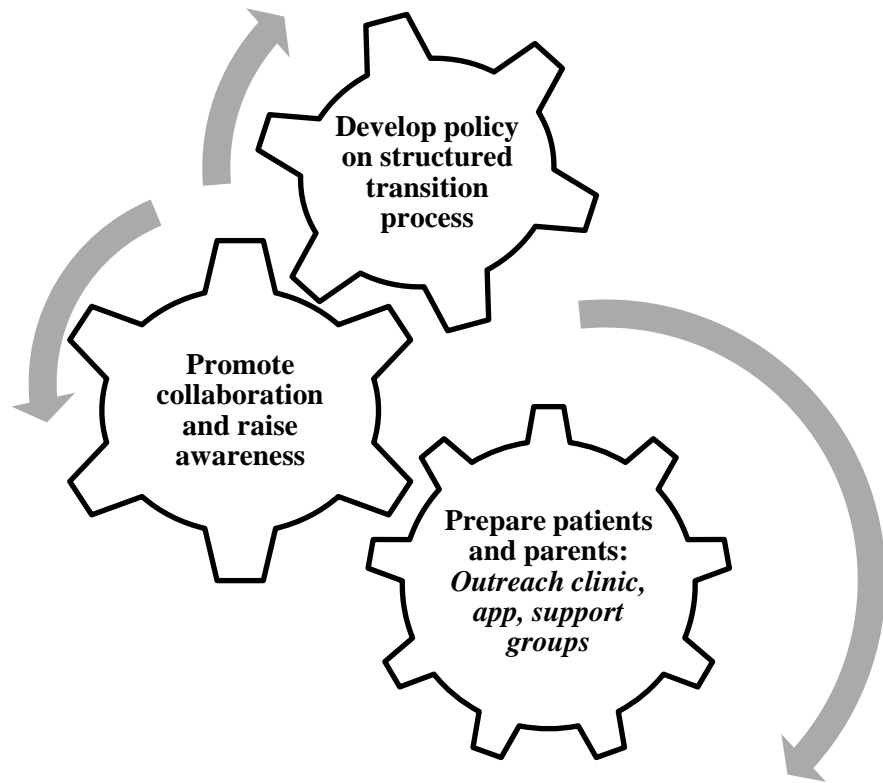 Develop policy
on structured
transition
process
Promote
collaboration
and raise
awareness
Prepare patients
and parents:
Outreach clinic,
app, support
groups